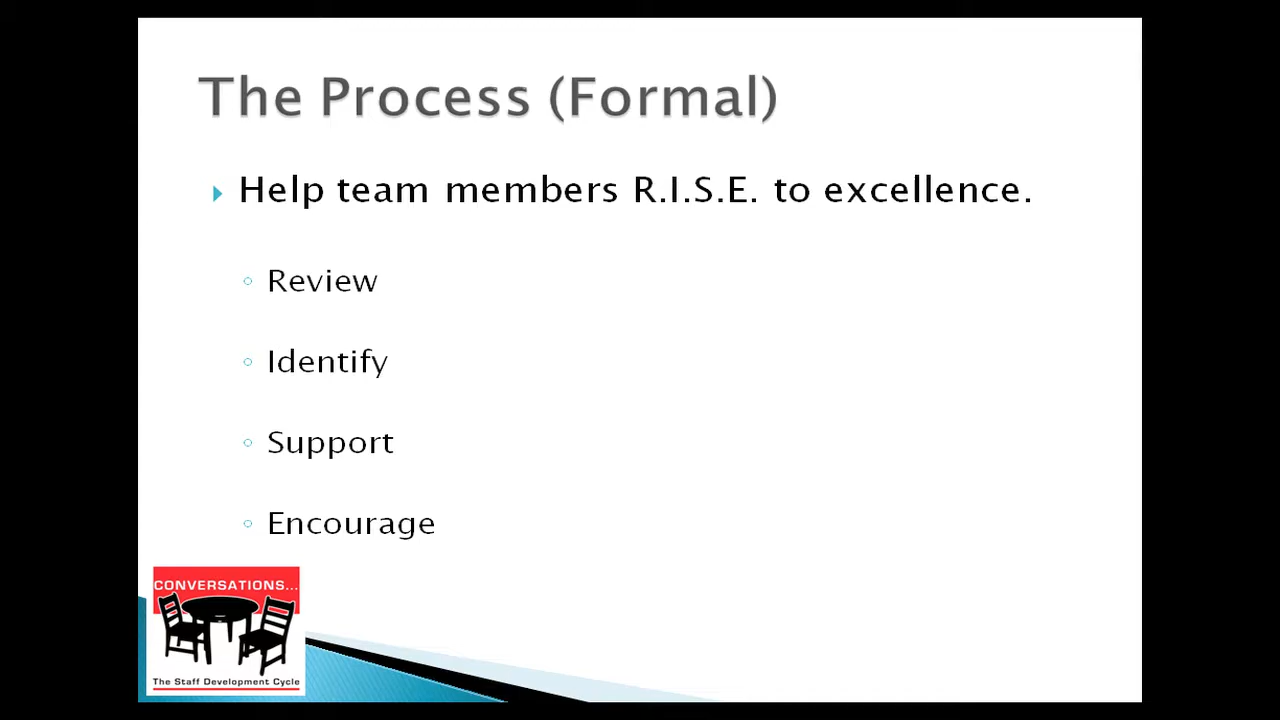 The Process (Formal)
Help team members R.I.S.E. to excellence.
Review
Identify
Support
Encourage
CONVERSATIONS...
The Staff Development Cycle